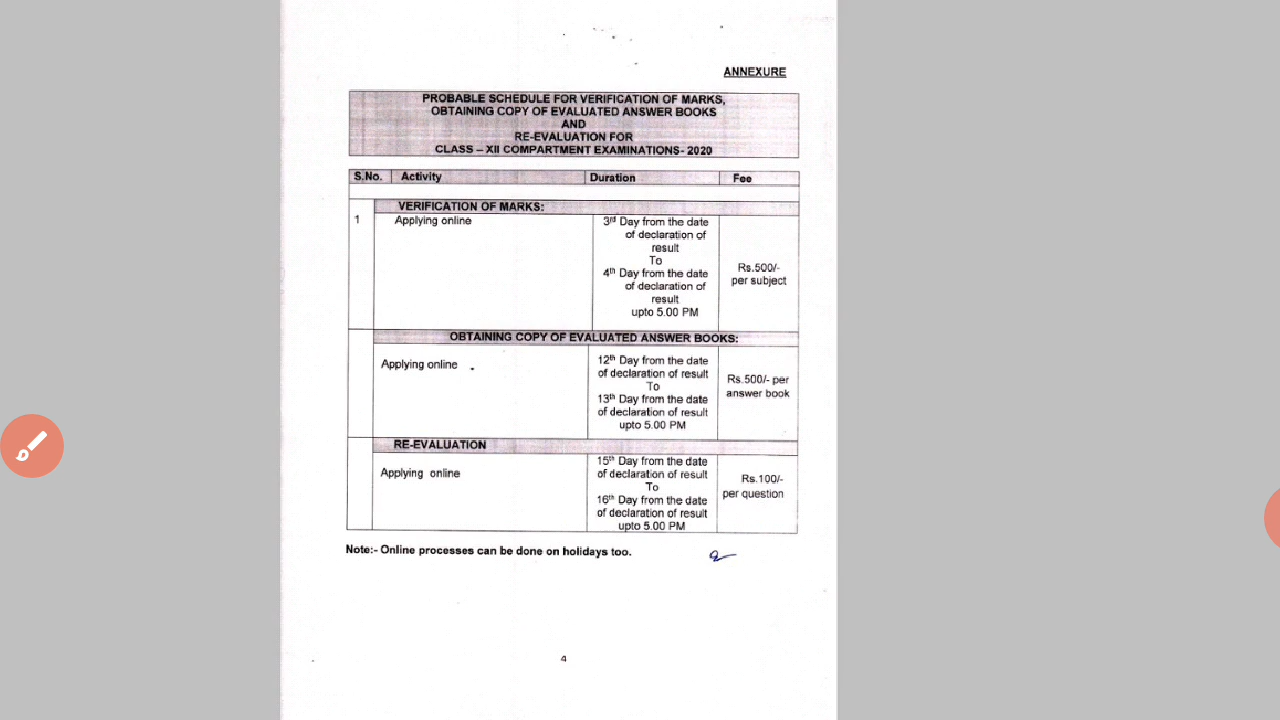 ANNEXURE
PROBABLE SCHEDULE FOR VERIFICATION OF MARKS,
OBTAINING COPY OF EVALUATED ANSWER BOOKS
AND
RE-EVALUATION FOR
CLASS – XII COMPARTMENT EXAMINATIONS- 2020
S.No. Activity Duration Fee
VERIFICATION OF MARKS:
1 Applying online
3rd Day from the date
of declaration of
result
To
4th Day from the date
of declaration of
result
upto 5.00 PM
Rs.500/-
per subject
OBTAINING COPY OF EVALUATED ANSWER BOOKS:
Applying online
12th Day from the date
of declaration of result
To
13th Day from the date
of declaration of result
upto 5.00 PM
Rs.500/- per
answer book
RE-EVALUATION
Applying online
15th Day from the date
of declaration of result
To
16th Day from the date
of declaration of result
upto 5.00 PM
Rs.100/-
per question
Note:- Online processes can be done on holidays too.
4